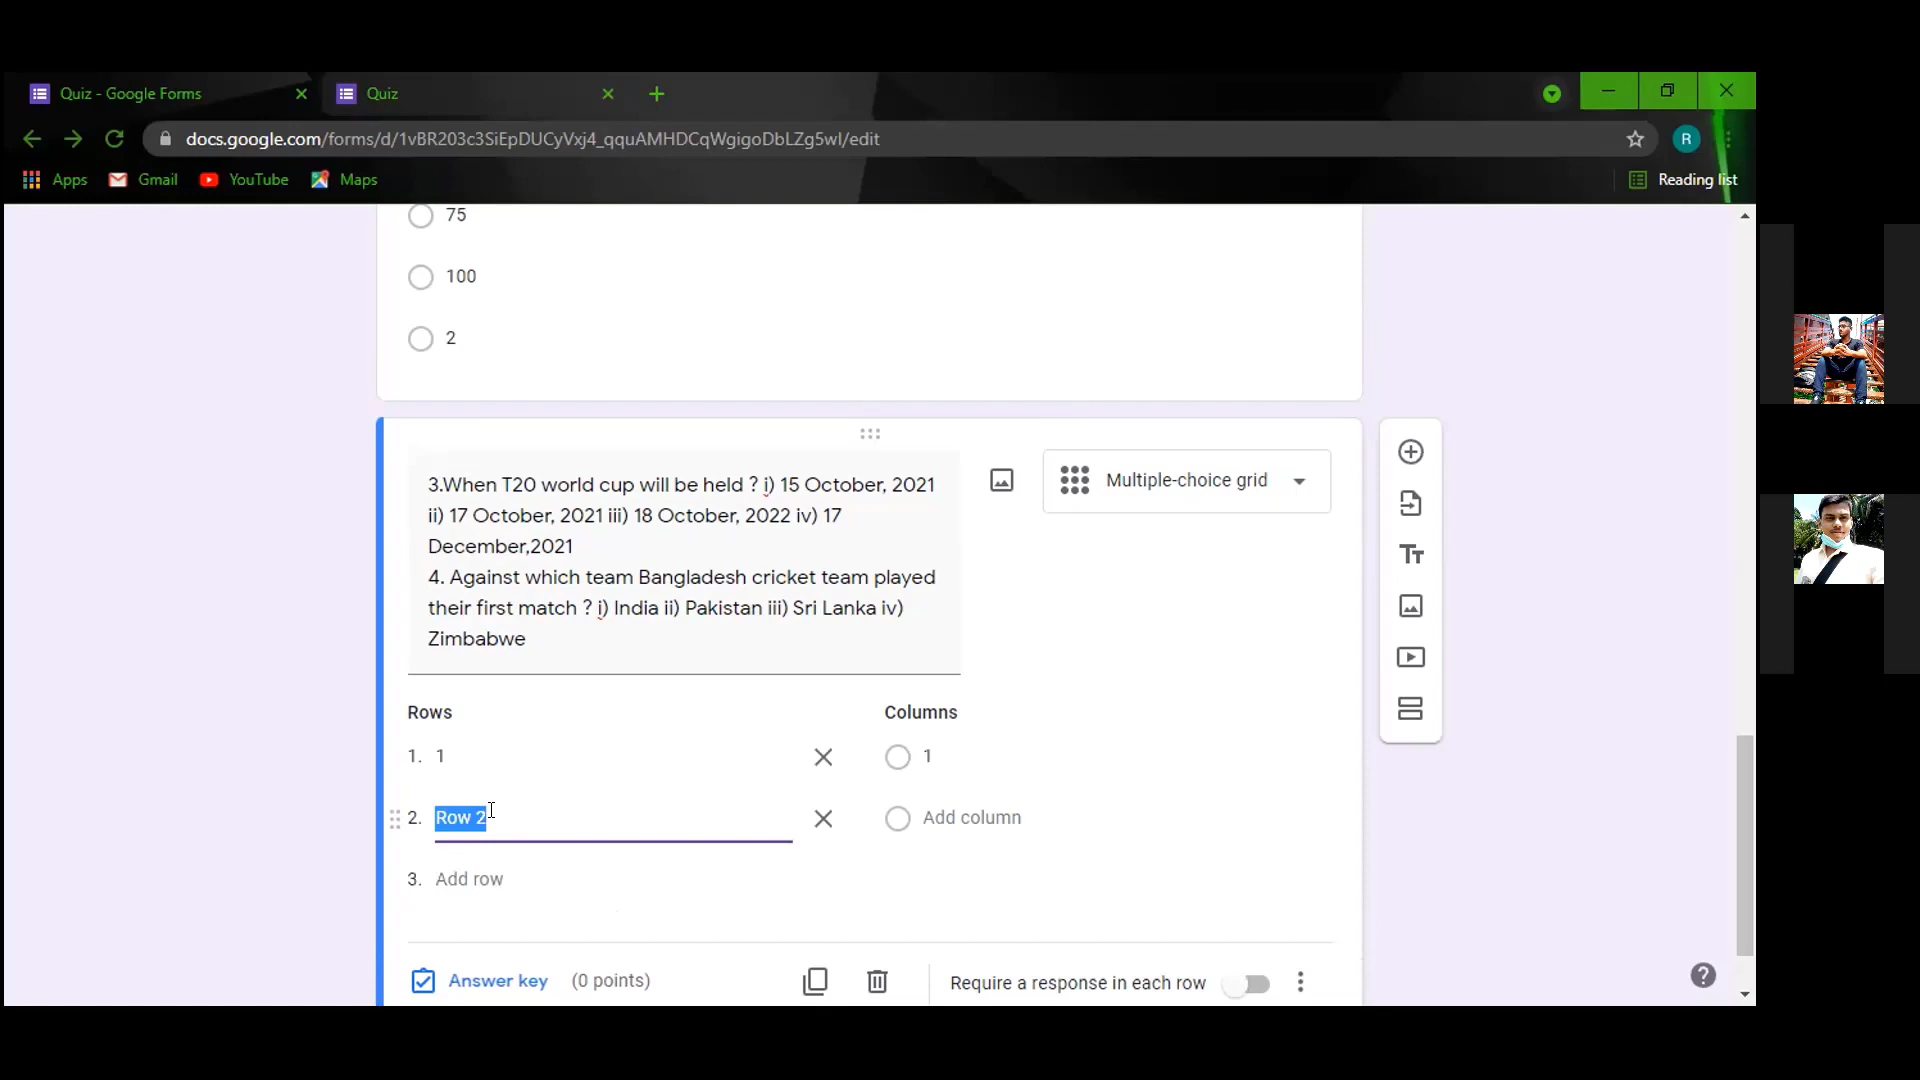 Quiz - Google Forms
Quiz
docs.google.com/forms/d/1vBR203c3SiEpDUCyVxj4_qquAMHDCqWgigoDbLZg5wI/edit
R
Apps
Gmail
YouTube
Maps
Reading list
75
100
2
3.When T20 world cup will be held ? i) 15 October, 2021
ii) 17 October, 2021 iii) 18 October, 2022 iv) 17
December,2021
4. Against which team Bangladesh cricket team played
their first match ? i) India ii) Pakistan iii) Sri Lanka iv)
Zimbabwe
Multiple-choice grid
Rows
Columns
1. 1
1
2. Row 2
Add column
3. Add row
Answer key (0 points)
Require a response in each row